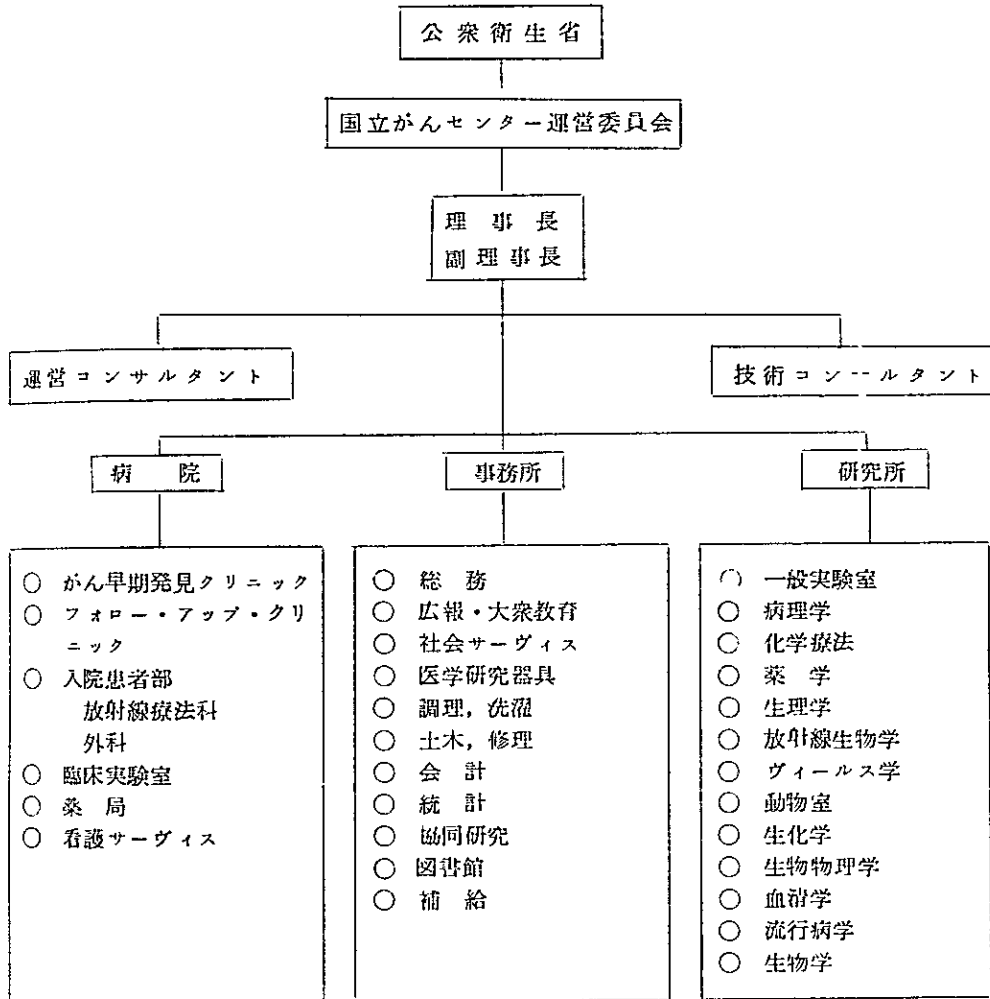 公衆衛生省
国立がんセンター運営委員会
理事長
副理事長
運営コンサルタント
技術コン--ルタント
病院
事務所
研究所
○ がん早期発見クリニック
○ フォロー・アップ・クリ
ニック
○ 入院患者部
放射線療法科
外科
○ 臨床実験室
○ 薬局
○ 看護サーヴィス
○ 総務
○ 広報・大衆教育
○ 社会サーヴィス
○ 医学研究器具
○ 調理,洗濯
○ 土木,修理
○ 会計
○ 統計
○ 協同研究
○ 図書館
○ 補給
○ 一般実験室
○ 病理学
○ 化学療法
○ 薬学
○ 生理学
○ 放射線生物学
○ ヴィールス学
○ 動物室
○ 生化学
○ 生物物理学
○ 血清学
○ 流行病学
○ 生物学